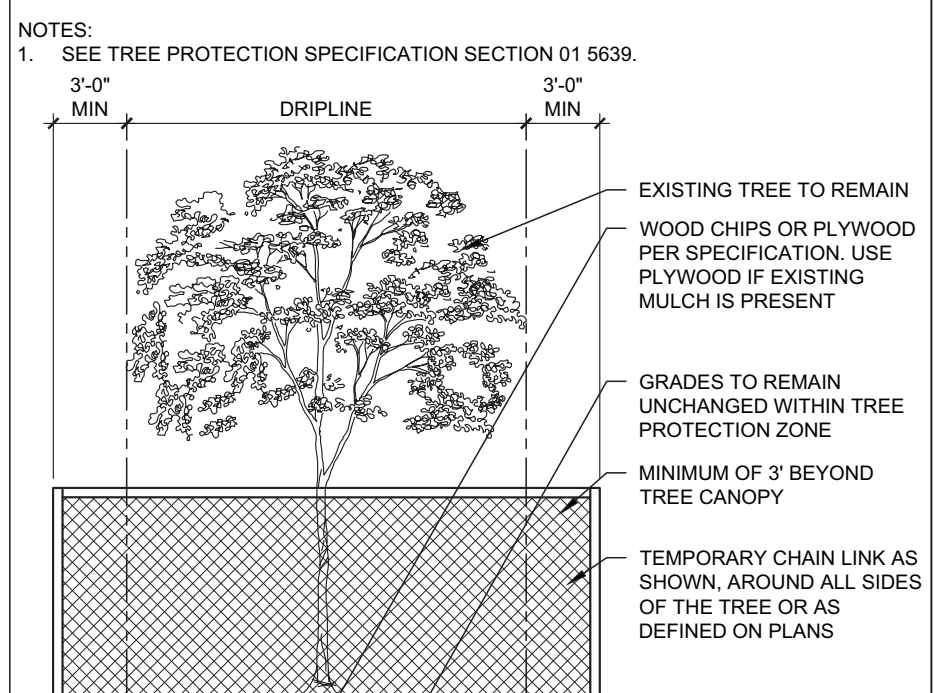 NOTES:
1. SEE TREE PROTECTION SPECIFICATION SECTION 01 5639.
3'-0"
MIN
DRIPLINE
3'-0"
MIN
EXISTING TREE TO REMAIN
WOOD CHIPS OR PLYWOOD
PER SPECIFICATION. USE
PLYWOOD IF EXISTING
MULCH IS PRESENT
GRADES TO REMAIN
UNCHANGED WITHIN TREE
PROTECTION ZONE
MINIMUM OF 3' BEYOND
TREE CANOPY
TEMPORARY CHAIN LINK AS
SHOWN, AROUND ALL SIDES
OF THE TREE OR AS
DEFINED ON PLANS